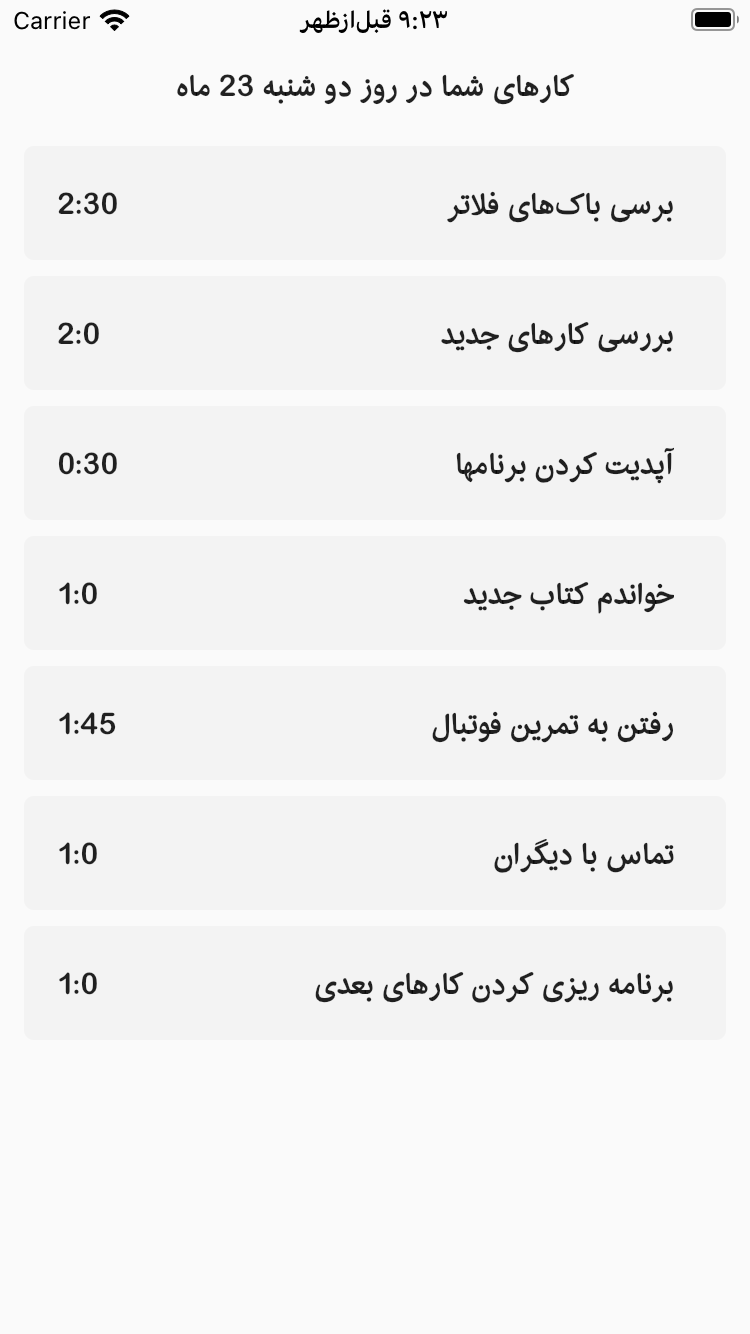 Carrier ۹:۲۳ قبل‌ازظهر
کارهای شما در روز دو شنبه 23 ماه
برسی باک‌های فلاتر 2:30
بررسی کارهای جدید 2:0
آپدیت کردن برنامها 0:30
خواندم کتاب جدید 1:0
رفتن به تمرین فوتبال 1:45
تماس با دیگران 1:0
برنامه ریزی کردن کارهای بعدی 1:0